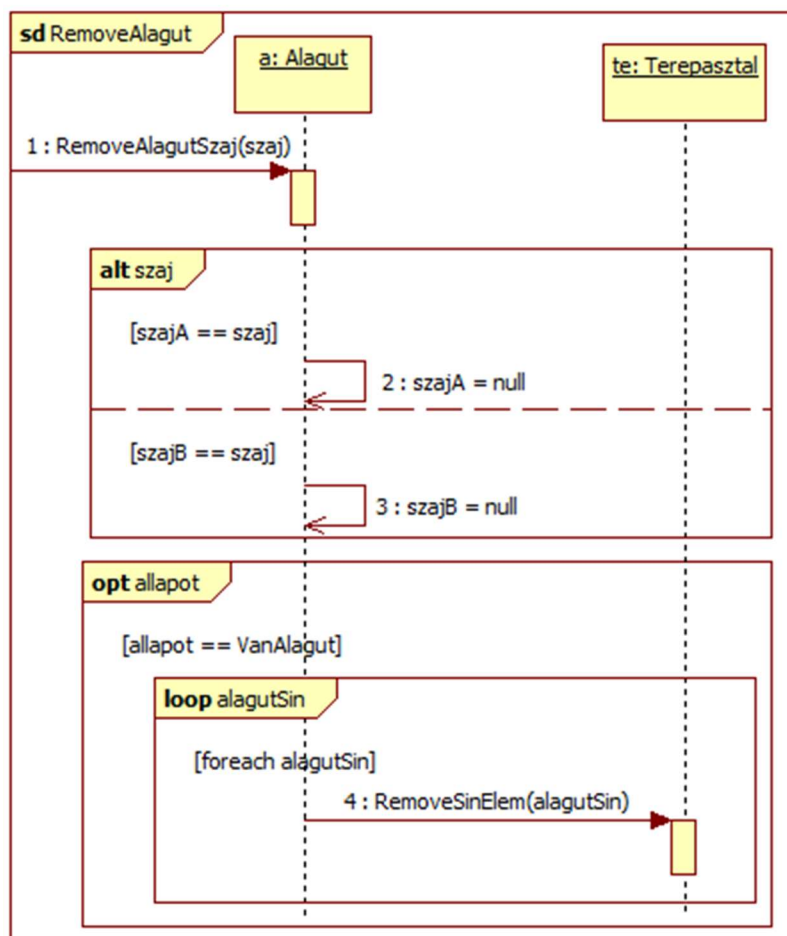 sd RemoveAlagut
a: Alagut
te: Terepasztal
1 : RemoveAlagutSzaj(szaj)
alt szaj
[szajA == szaj]
2 : szajA = null
[szajB == szaj]
3 : szajB = null
opt allapot
[allapot == VanAlagut]
loop alagutSin
[foreach alagutSin]
4 : RemoveSinElem(alagutSin)